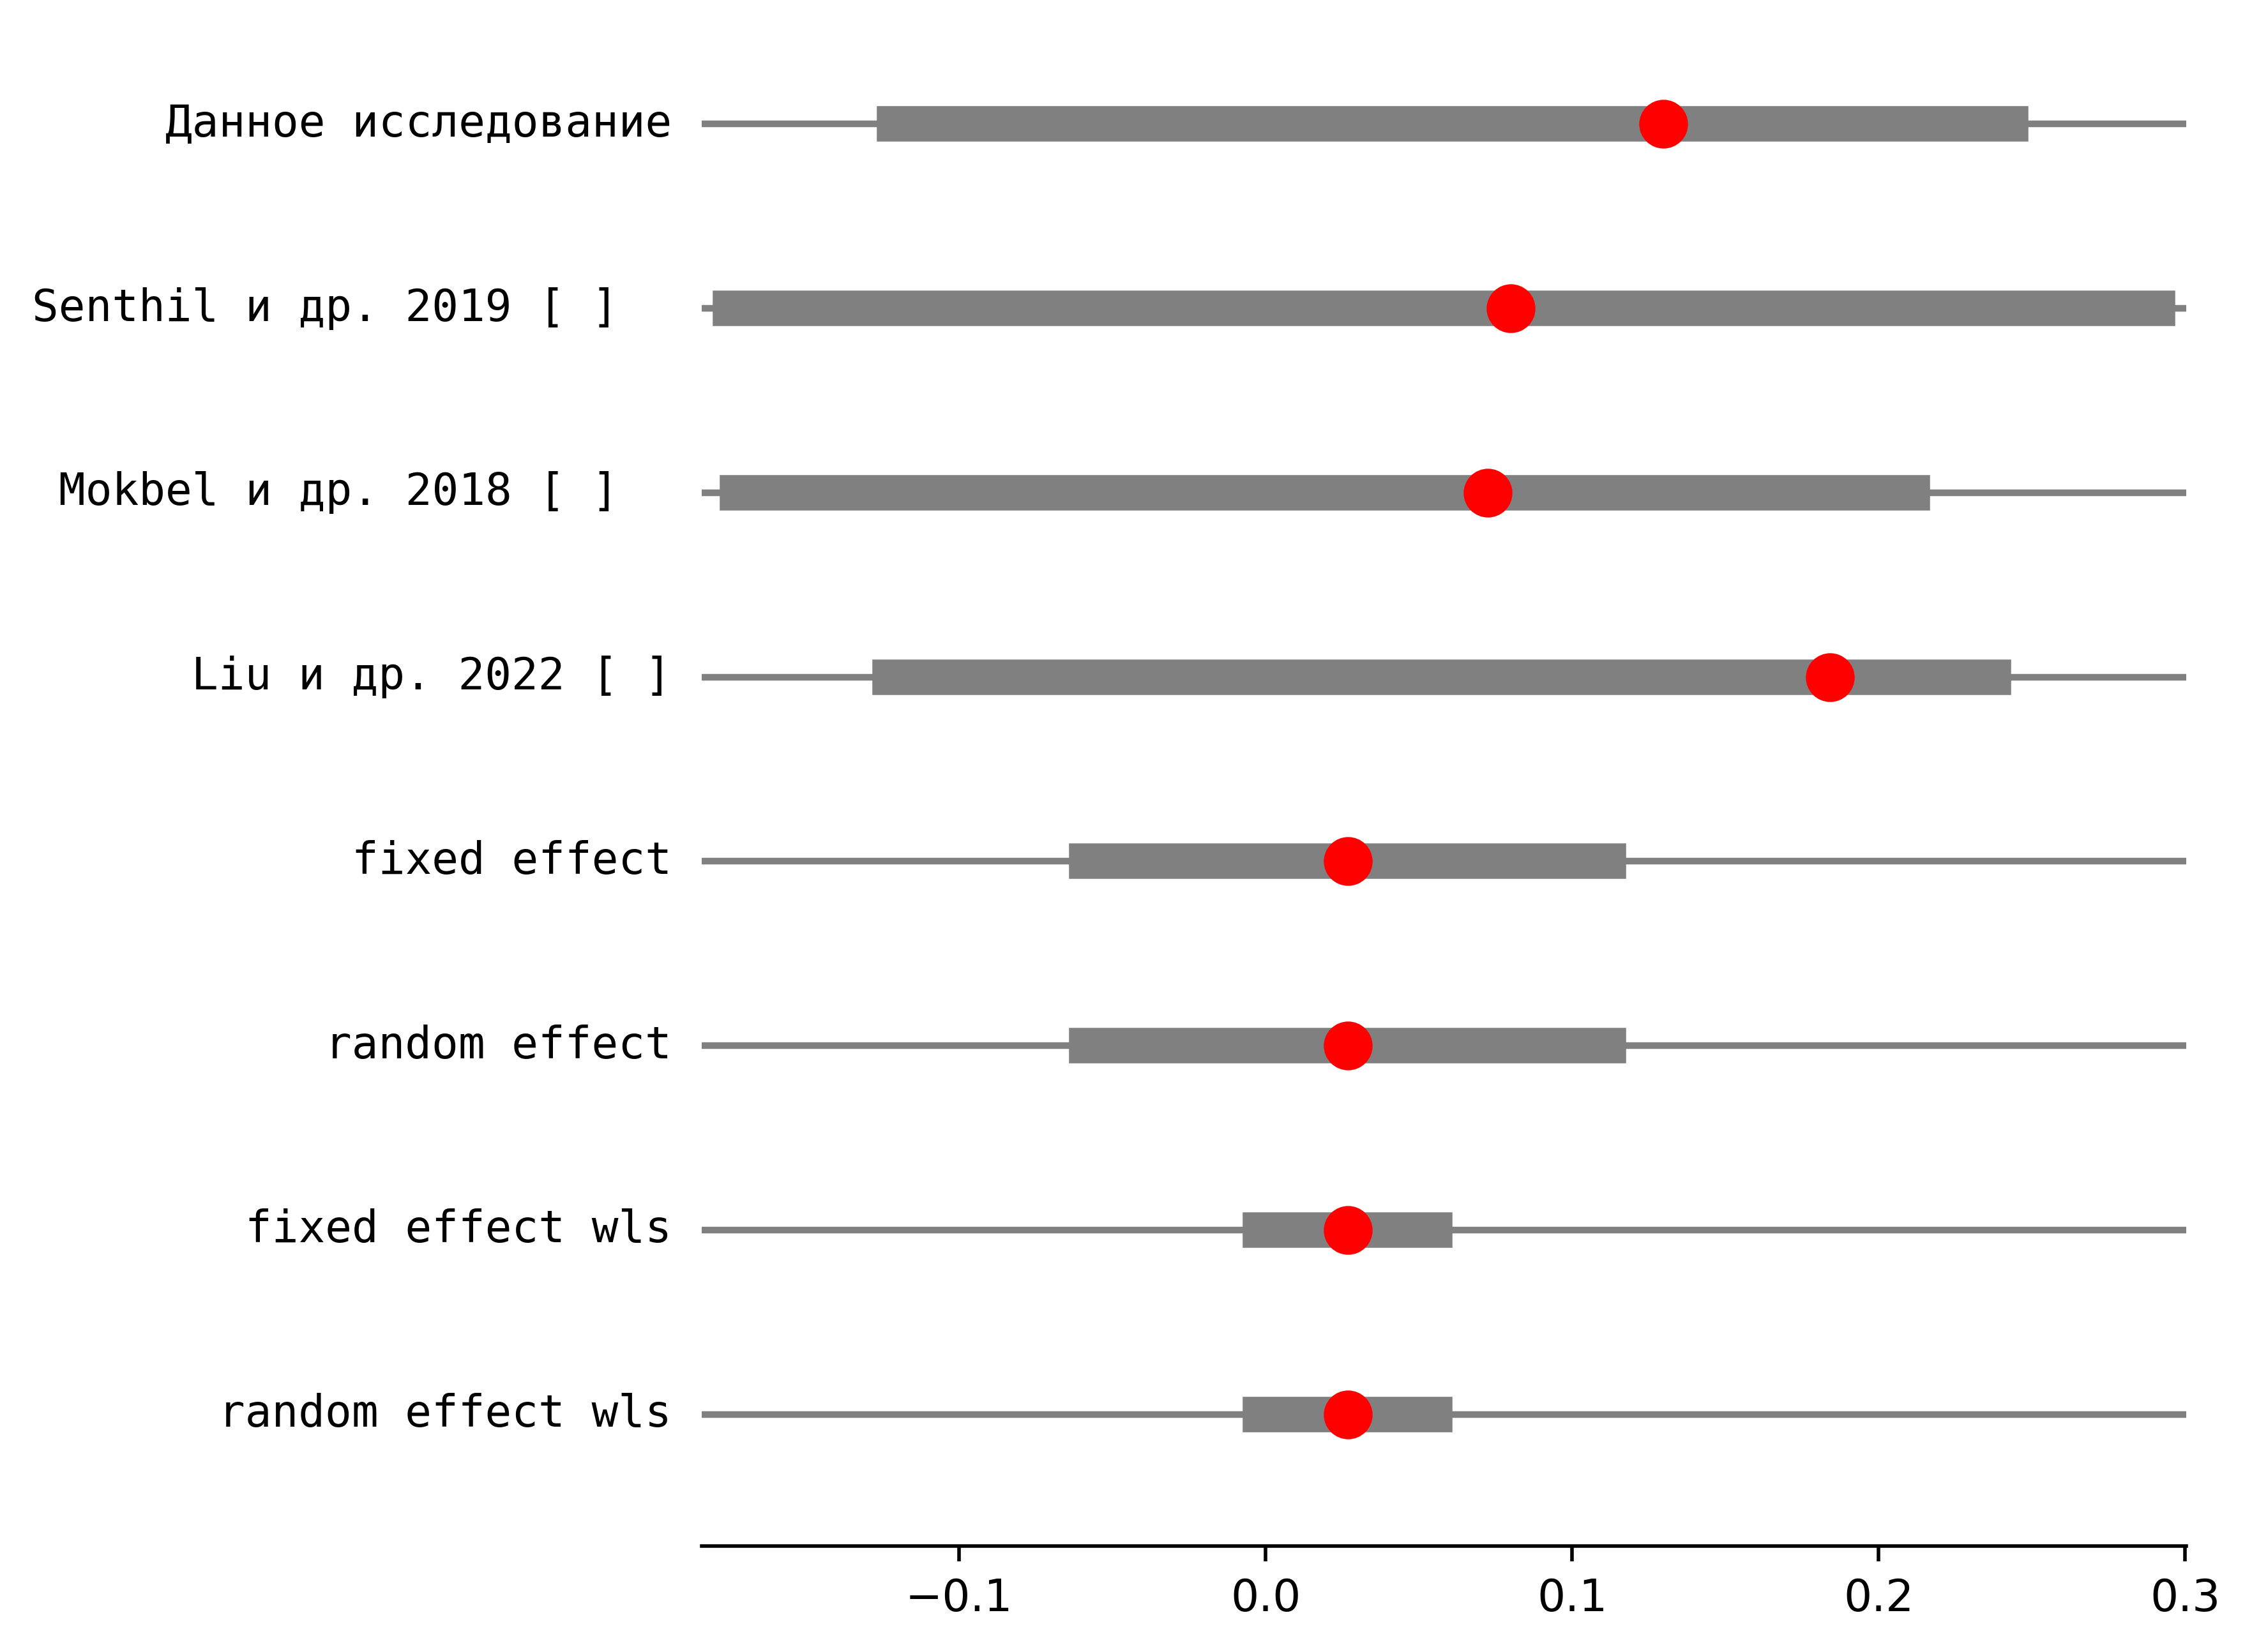 Данное исследование
Senthil и др. 2019 [ ]
Mokbel и др. 2018 [ ]
Liu и др. 2022 [ ]
fixed effect
random effect
fixed effect wls
random effect wls
−0.1 0.0 0.1 0.2 0.3